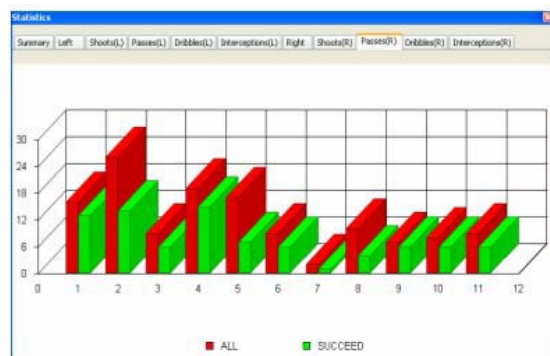 Statistics
Summary Left Shoots(L) Passes(L) Dribbles(L) Interceptions(L) Right Shoots(R) Passes(R) Dribbles(R) Interceptions(R)
30
24
18
12
6
0
0 1 2 3 4 5 6 7 8 9 10 11 12
ALL SUCCEED